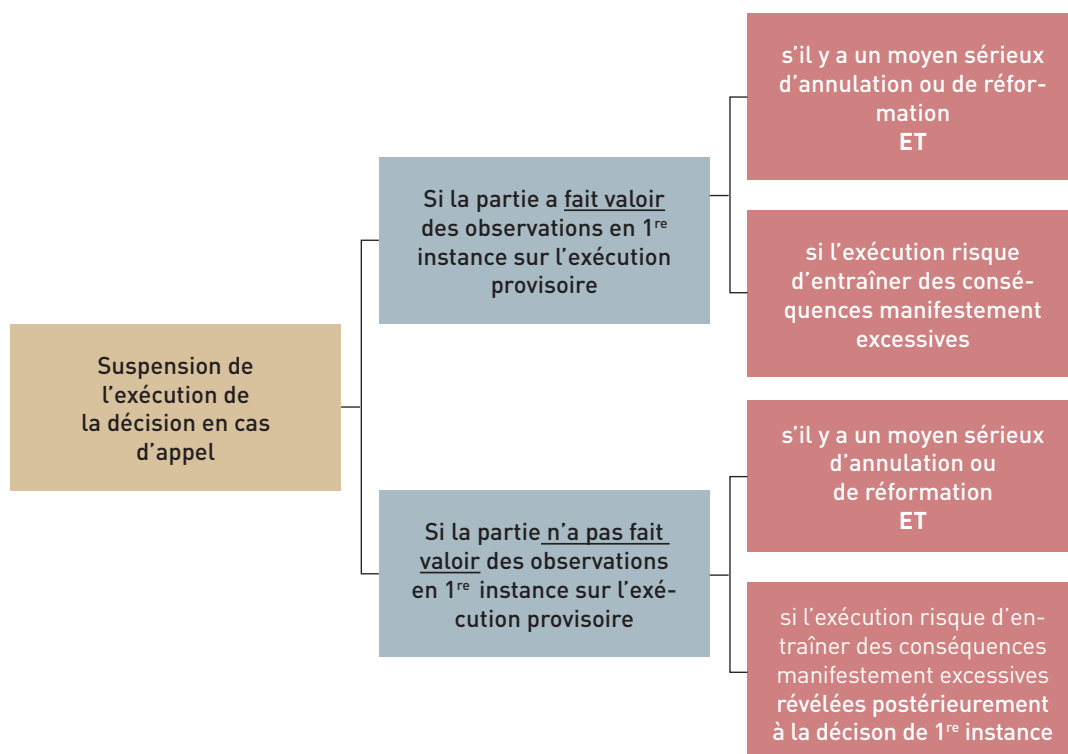 Suspension de
l'exécution de
la décision en cas
d'appel
Si la partie a fait valoir
des observations en 1re
instance sur l'exécution
provisoire
s'il y a un moyen sérieux
d'annulation ou de réfor-
mation
ET
si l'exécution risque
d'entraîner des consé-
quences manifestement
excessives
Si la partie n'a pas fait
valoir des observations
en 1re instance sur l'exé-
cution provisoire
s'il y a un moyen sérieux
d'annulation ou
de réformation
ET
si l'exécution risque d'en-
traîner des conséquences
manifestement excessives
révélées postérieurement
à la décison de 1re instance